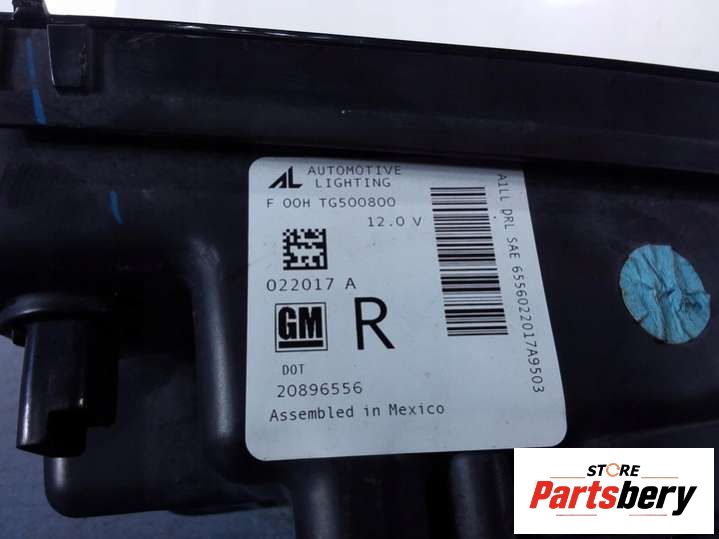 AL AUTOMOTIVE
LIGHTING
F 00H TG500800
12.0 V
022017 A
GM R
DOT
20896556
Assembled in Mexico
A1LL DRL SAE 6556022017A9503
STORE
Partsbery